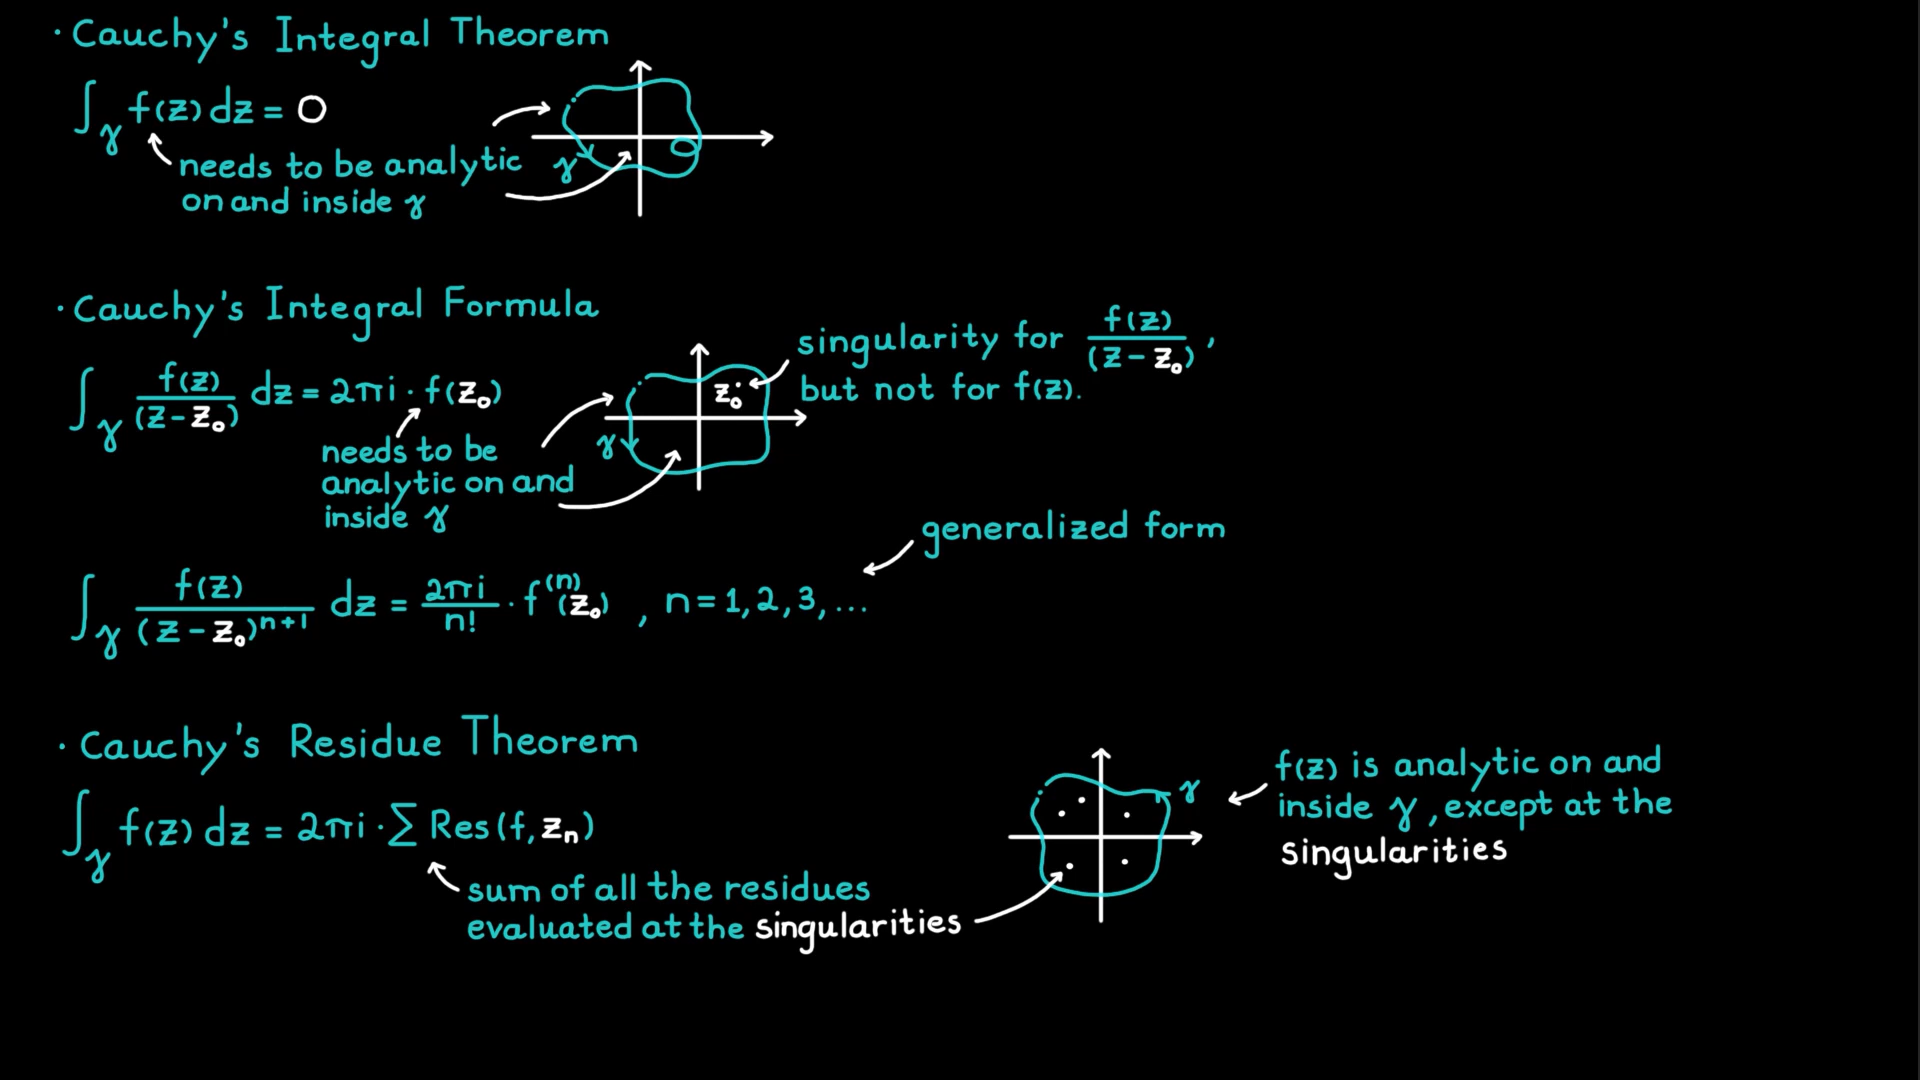 · Cauchy's Integral Theorem
∫γ f(z) dz = 0
needs to be analytic
on and inside γ
γ
· Cauchy's Integral Formula
∫γ f(z)/(z - z₀) dz = 2πi · f(z₀)
needs to be
analytic on and
inside γ
γ
z₀
singularity for f(z)/(z - z₀) ,
but not for f(z).
generalized form
∫γ f(z)/(z - z₀)ⁿ⁺¹ dz = 2πi/n! · f⁽ⁿ⁾(z₀) , n = 1, 2, 3, ...
· Cauchy's Residue Theorem
∫γ f(z) dz = 2πi · ∑ Res(f, zₙ)
sum of all the residues
evaluated at the singularities
γ
f(z) is analytic on and
inside γ, except at the
singularities